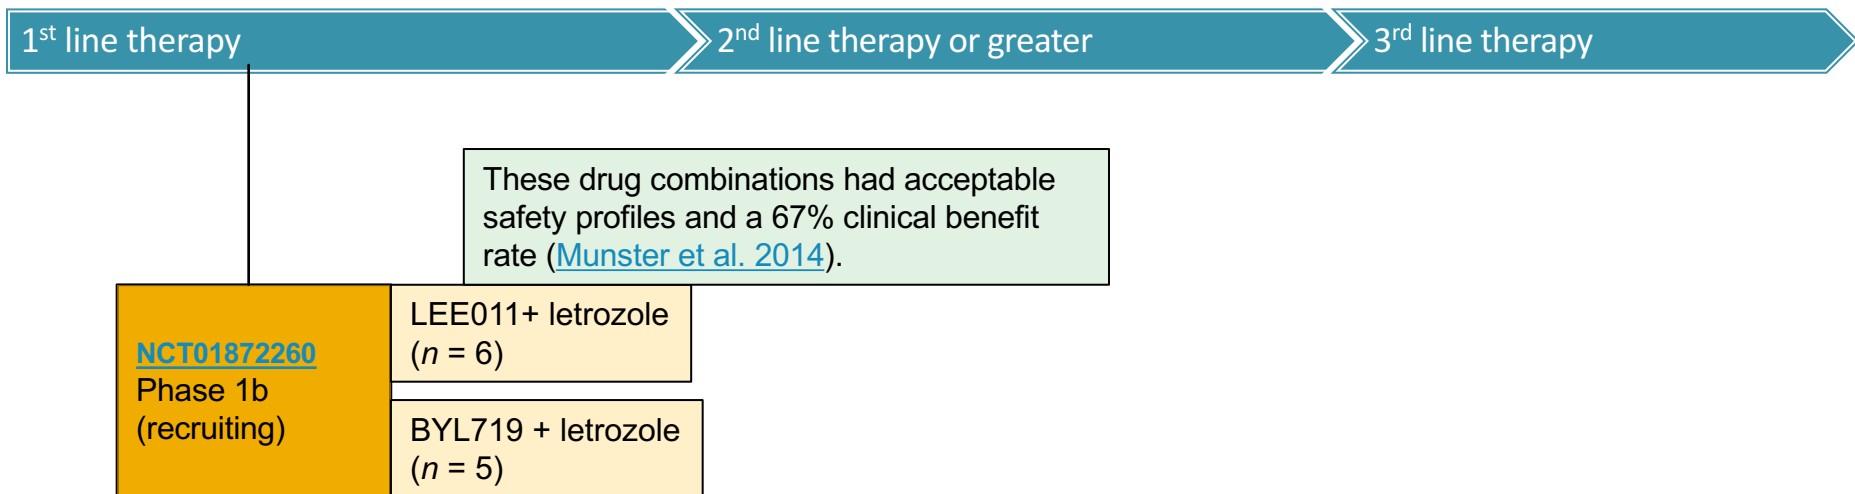 1st line therapy
2nd line therapy or greater
3rd line therapy
These drug combinations had acceptable
safety profiles and a 67% clinical benefit
rate (Munster et al. 2014).
NCT01872260
Phase 1b
(recruiting)
LEE011+ letrozole
(n = 6)
BYL719 + letrozole
(n = 5)